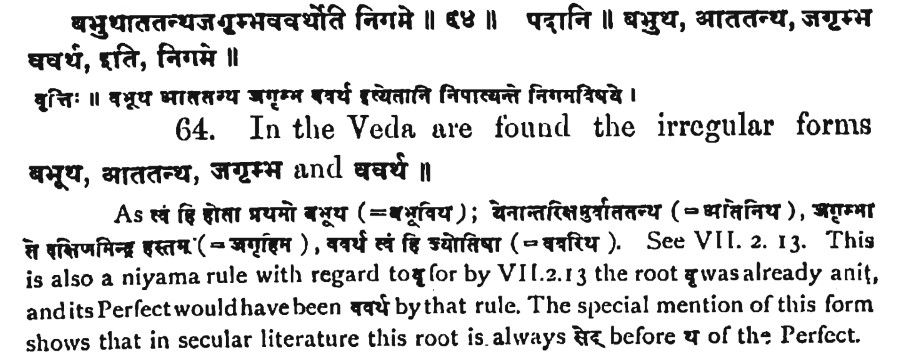 बभुथाततन्थजगृम्भववर्थेति निगमे ॥ ६४ ॥ पदानि ॥ बभुथ, आततन्थ, जगृम्भ
ववर्थ, इति, निगमे ॥
वृत्तिः ॥ बभूथ आततन्थ जगृम्भ ववर्थ इत्येतानि निपात्यन्ते निगमविषये ।
64. In the Veda are found the irregular forms
बभूथ, आततन्थ, जगृम्भ and ववर्थ ॥
As त्वं हि होता प्रथमो बभूथ (=बभूविथ); येनान्तरिक्षमुर्वाततन्थ (=आतेनिथ), जगृम्भा
ते दक्षिणमिन्द्र हस्तम् (=जगृहिम), ववर्थ त्वं हि ज्योतिषा (=ववरिथ). See VII. 2. 13. This
is also a niyama rule with regard to वृ for by VII.2.13 the root वृ was already aniṭ,
and its Perfect would have been ववर्थ by that rule. The special mention of this form
shows that in secular literature this root is always सेट् before थ of the Perfect.